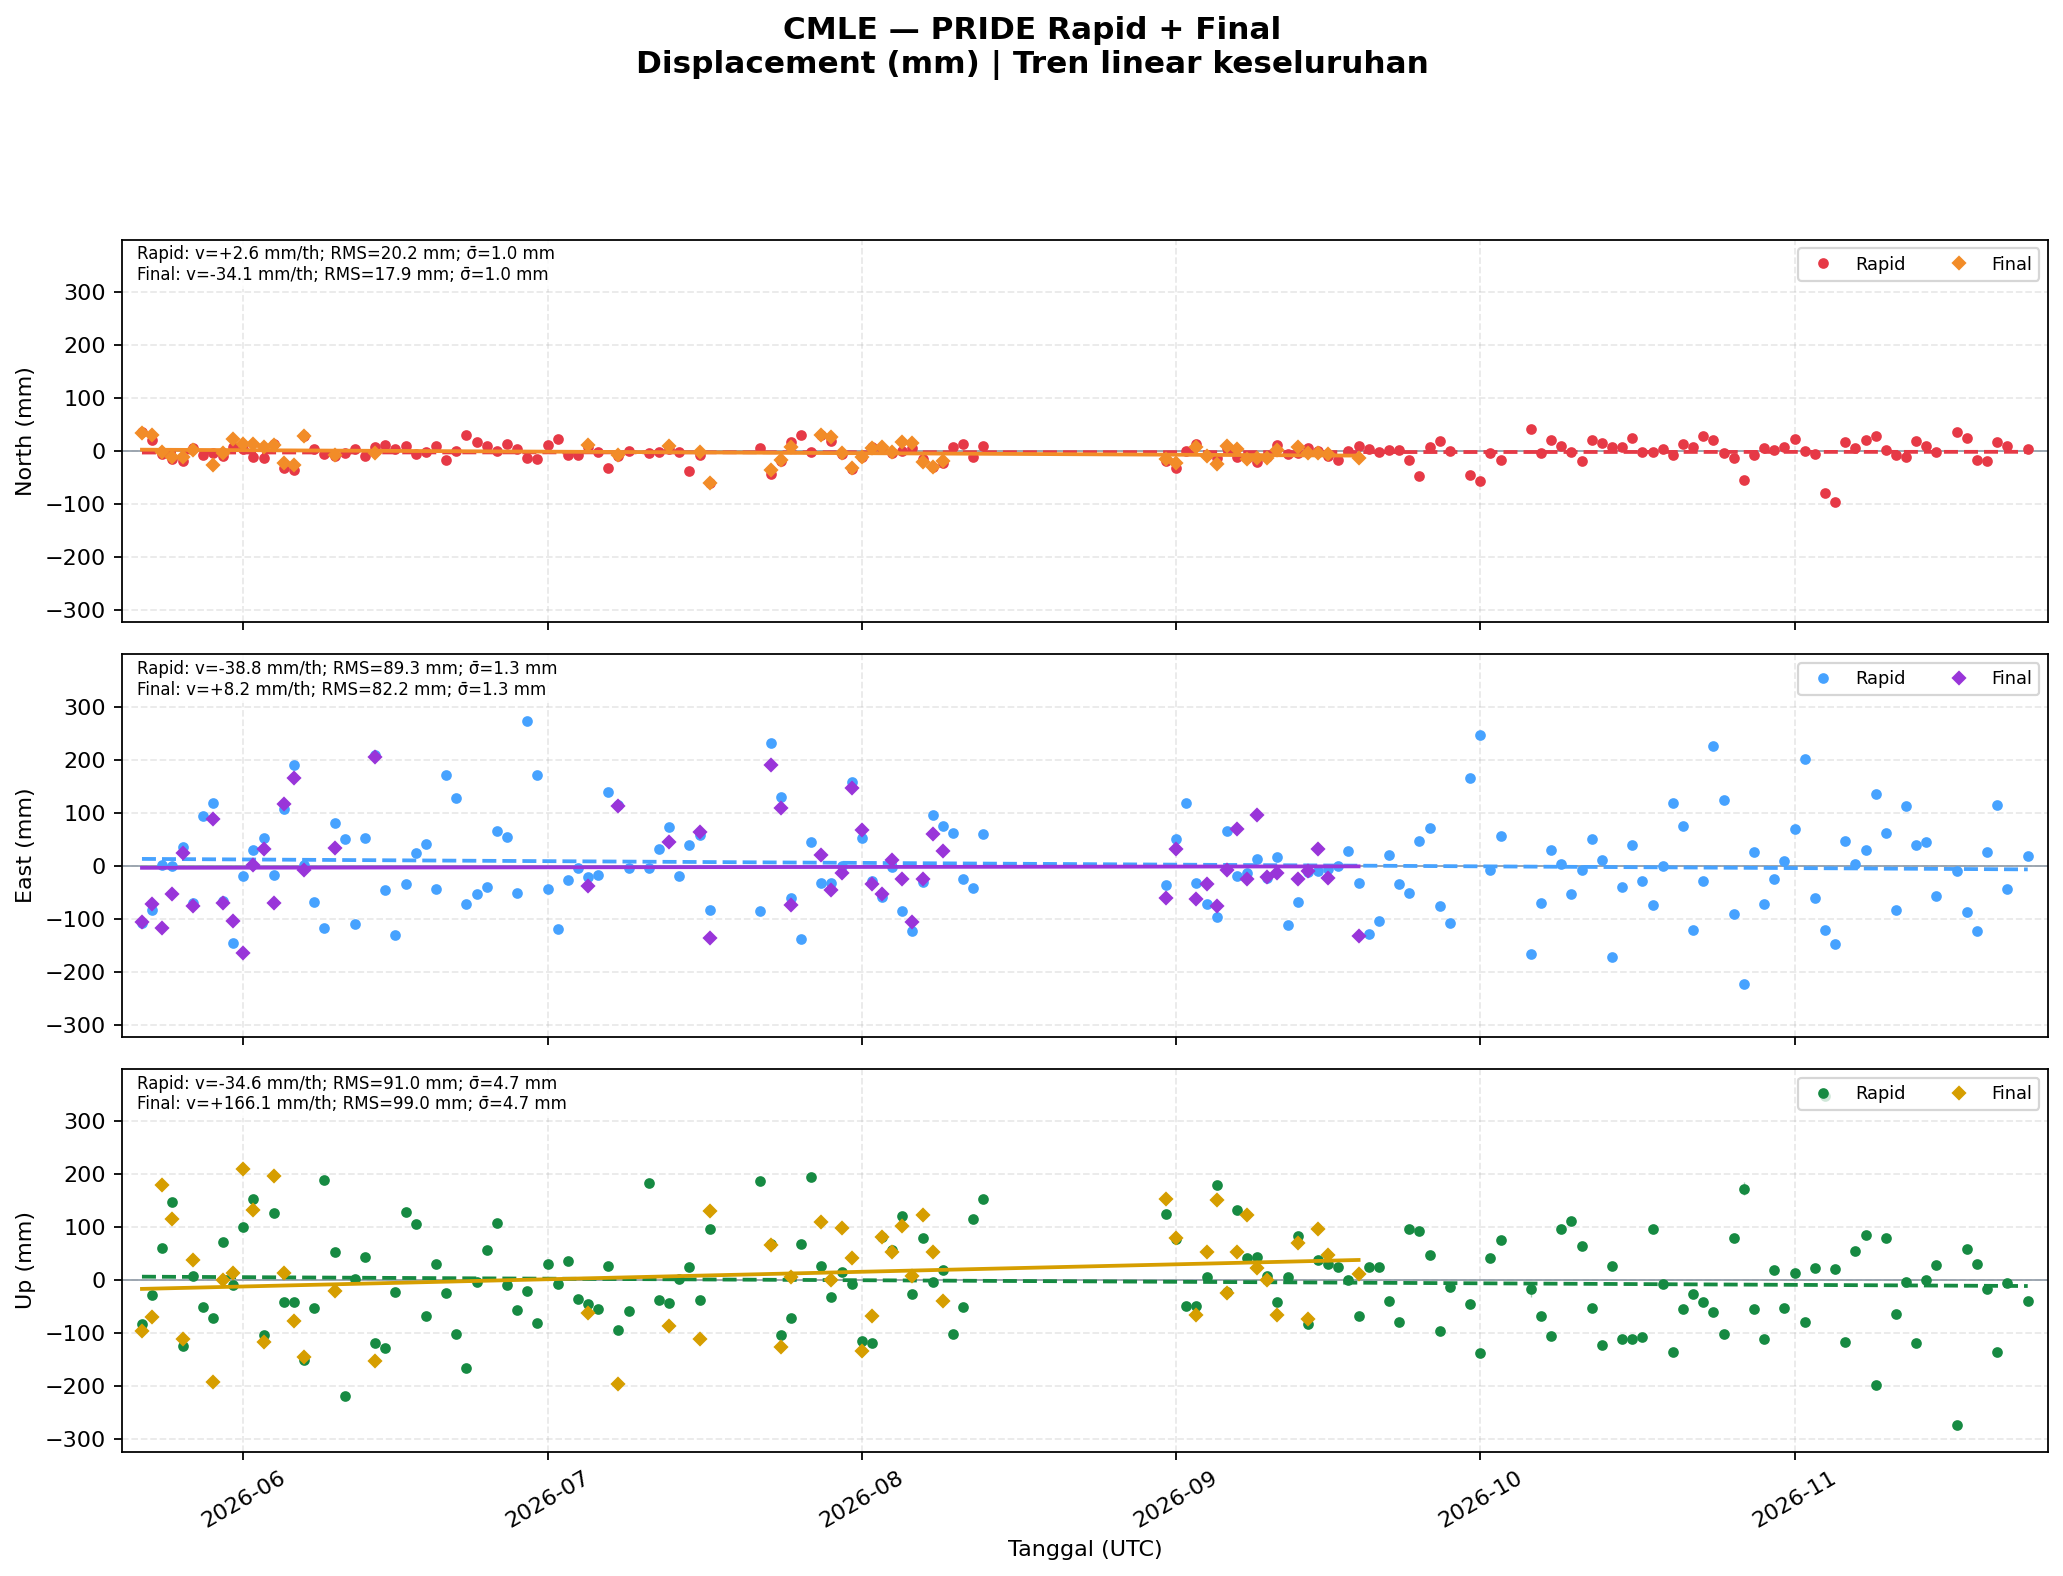 CMLE — PRIDE Rapid + Final
Displacement (mm) | Tren linear keseluruhan
Rapid: v=+2.6 mm/th; RMS=20.2 mm; σ̄=1.0 mm
Final: v=-34.1 mm/th; RMS=17.9 mm; σ̄=1.0 mm
Rapid Final
North (mm)
300
200
100
0
−100
−200
−300
Rapid: v=-38.8 mm/th; RMS=89.3 mm; σ̄=1.3 mm
Final: v=+8.2 mm/th; RMS=82.2 mm; σ̄=1.3 mm
Rapid Final
East (mm)
300
200
100
0
−100
−200
−300
Rapid: v=-34.6 mm/th; RMS=91.0 mm; σ̄=4.7 mm
Final: v=+166.1 mm/th; RMS=99.0 mm; σ̄=4.7 mm
Rapid Final
Up (mm)
300
200
100
0
−100
−200
−300
2026-06 2026-07 2026-08 2026-09 2026-10 2026-11
Tanggal (UTC)